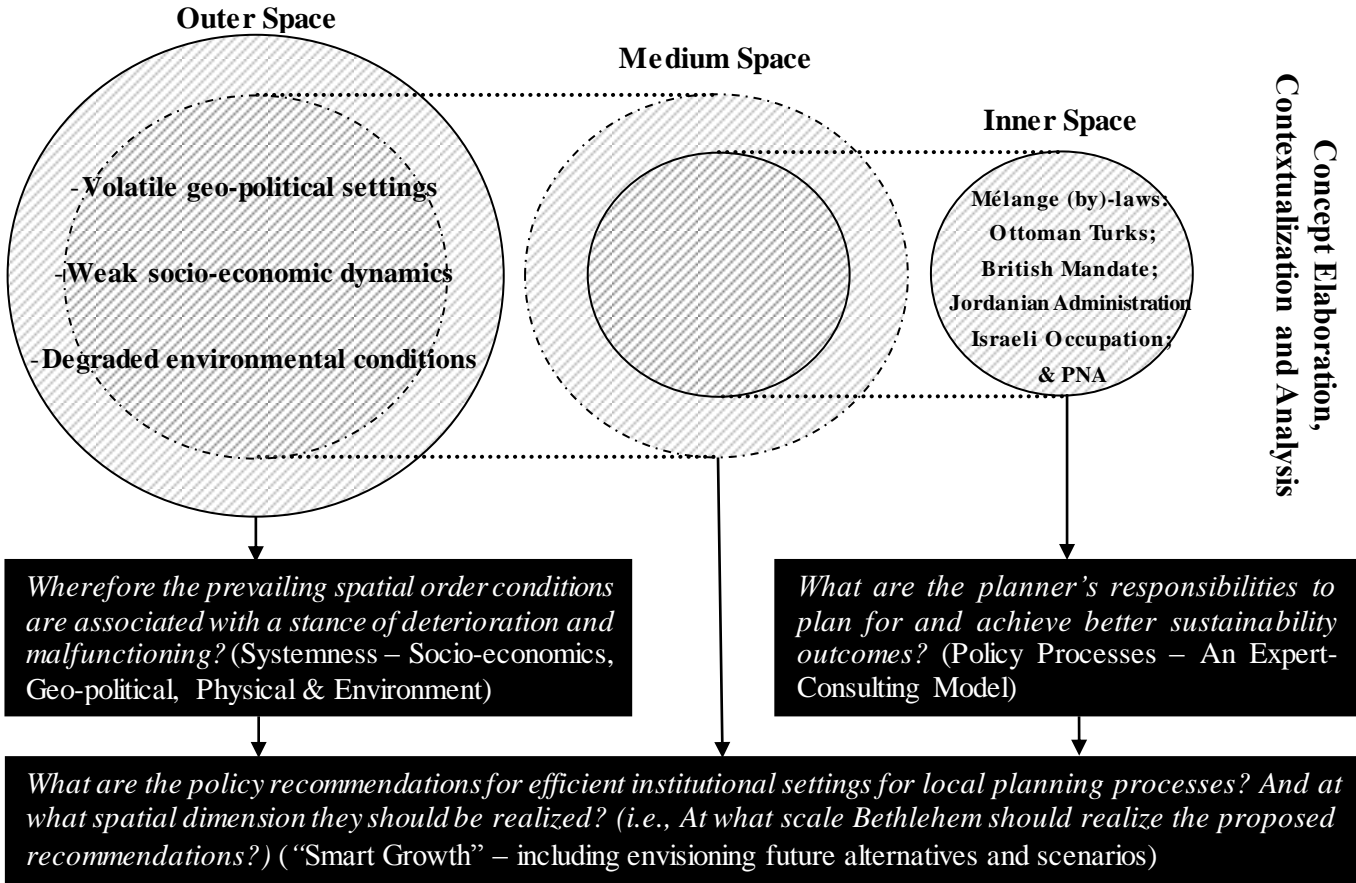 Outer Space
Medium Space
Inner Space
-Volatile geo-political settings
-Weak socio-economic dynamics
-Degraded environmental conditions
Mélange (by)-laws:
Ottoman Turks;
British Mandate;
Jordanian Administration
Israeli Occupation;
& PNA
Concept Elaboration,
Contextualization and Analysis
Wherefore the prevailing spatial order conditions
are associated with a stance of deterioration and
malfunctioning? (Systemness – Socio-economics,
Geo-political, Physical & Environment)
What are the planner’s responsibilities to
plan for and achieve better sustainability
outcomes? (Policy Processes – An Expert-
Consulting Model)
What are the policy recommendations for efficient institutional settings for local planning processes? And at
what spatial dimension they should be realized? (i.e., At what scale Bethlehem should realize the proposed
recommendations?) (“Smart Growth” – including envisioning future alternatives and scenarios)